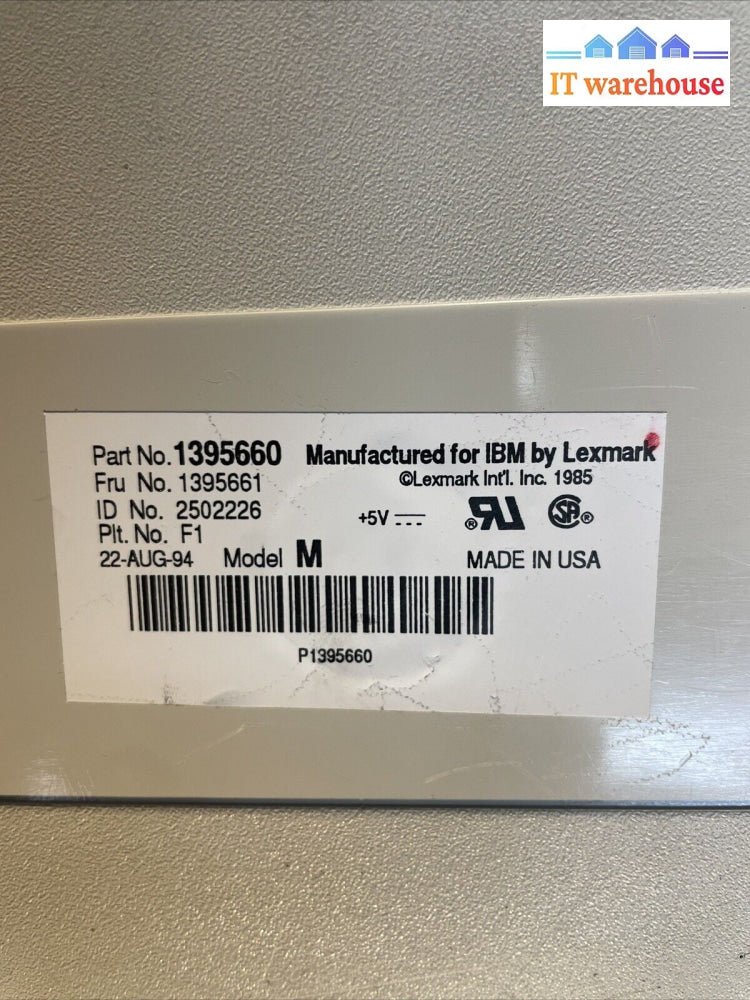 IT warehouse
Part No. 1395660 Manufactured for IBM by Lexmark
Fru No. 1395661 ©Lexmark Int'l. Inc. 1985
ID No. 2502226 +5V
Plt. No. F1
22-AUG-94 Model M MADE IN USA
P1395660